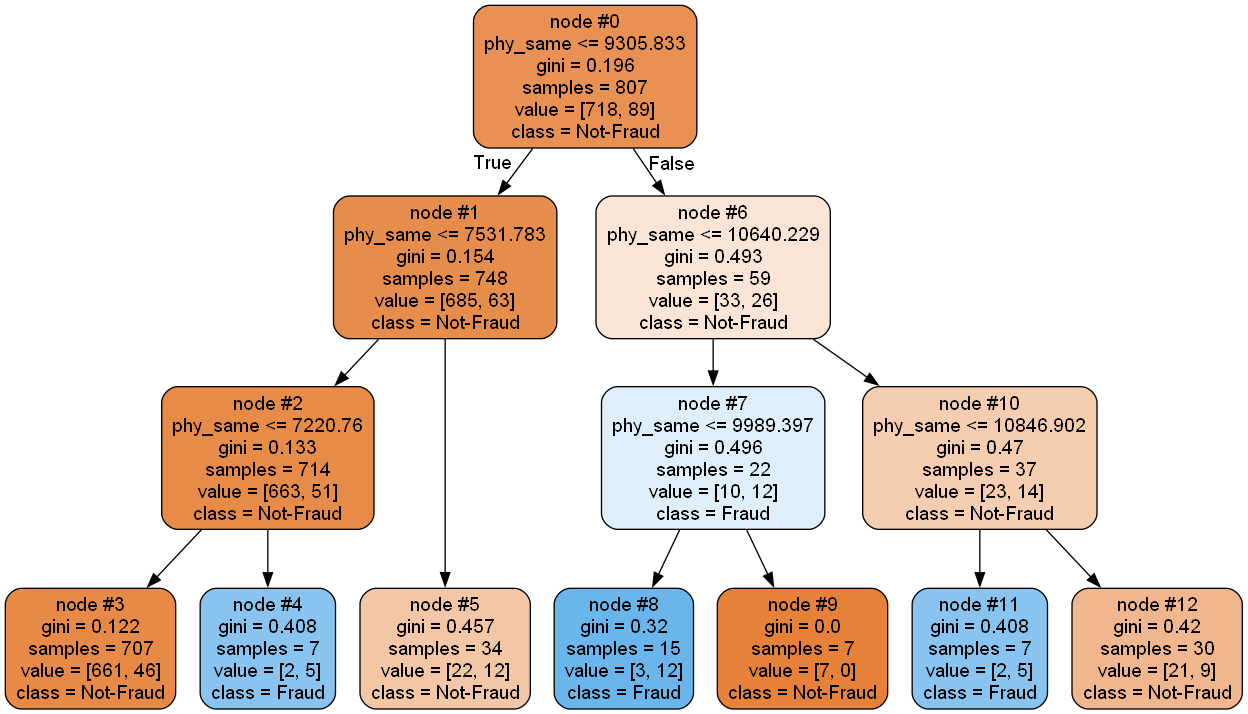 node #0
phy_same <= 9305.833
gini = 0.196
samples = 807
value = [718, 89]
class = Not-Fraud
True
False
node #1
phy_same <= 7531.783
gini = 0.154
samples = 748
value = [685, 63]
class = Not-Fraud
node #6
phy_same <= 10640.229
gini = 0.493
samples = 59
value = [33, 26]
class = Not-Fraud
node #2
phy_same <= 7220.76
gini = 0.133
samples = 714
value = [663, 51]
class = Not-Fraud
node #7
phy_same <= 9989.397
gini = 0.496
samples = 22
value = [10, 12]
class = Fraud
node #10
phy_same <= 10846.902
gini = 0.47
samples = 37
value = [23, 14]
class = Not-Fraud
node #3
gini = 0.122
samples = 707
value = [661, 46]
class = Not-Fraud
node #4
gini = 0.408
samples = 7
value = [2, 5]
class = Fraud
node #5
gini = 0.457
samples = 34
value = [22, 12]
class = Not-Fraud
node #8
gini = 0.32
samples = 15
value = [3, 12]
class = Fraud
node #9
gini = 0.0
samples = 7
value = [7, 0]
class = Not-Fraud
node #11
gini = 0.408
samples = 7
value = [2, 5]
class = Fraud
node #12
gini = 0.42
samples = 30
value = [21, 9]
class = Not-Fraud